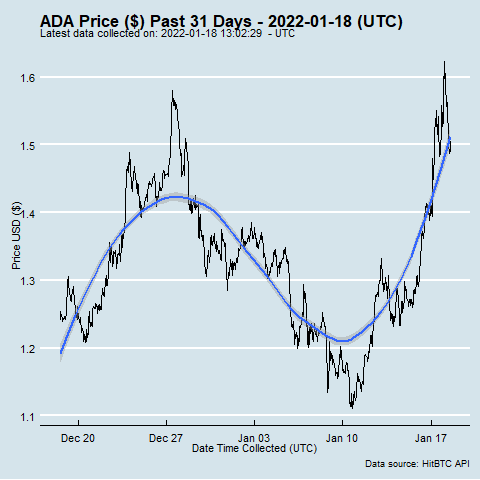 ADA Price ($) Past 31 Days - 2022-01-18 (UTC)
Latest data collected on: 2022-01-18 13:02:29 - UTC
Price USD ($)
1.6
1.5
1.4
1.3
1.2
1.1
Dec 20 Dec 27 Jan 03 Jan 10 Jan 17
Date Time Collected (UTC)
Data source: HitBTC API